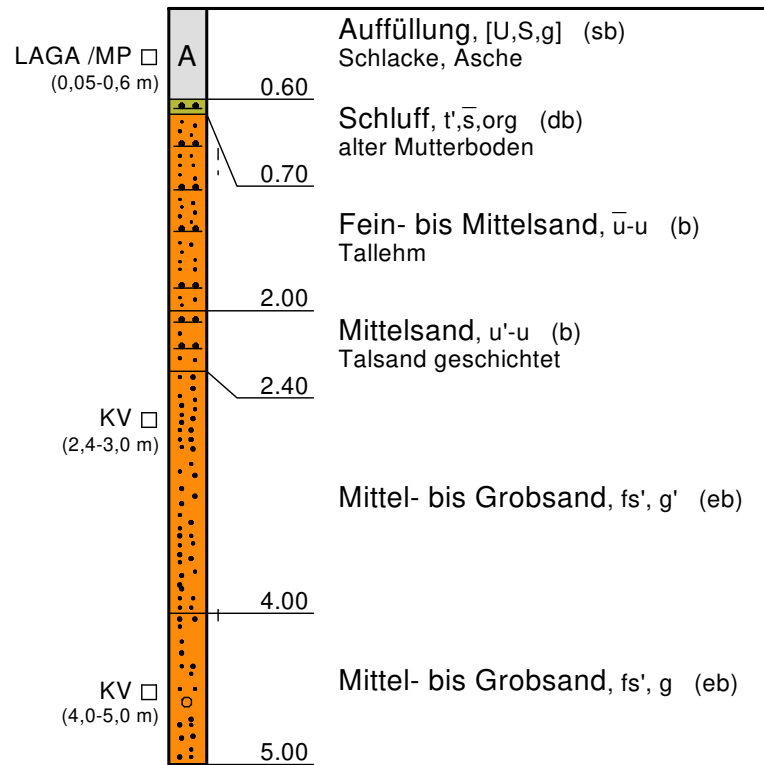 Auffüllung, [U,S,g] (sb)
Schlacke, Asche
LAGA /MP □
(0,05-0,6 m)
A
0.60
Schluff, t',s̅,org (db)
alter Mutterboden
0.70
Fein- bis Mittelsand, u̅-u (b)
Tallehm
2.00
Mittelsand, u'-u (b)
Talsand geschichtet
2.40
KV □
(2,4-3,0 m)
Mittel- bis Grobsand, fs', g' (eb)
4.00
Mittel- bis Grobsand, fs', g (eb)
KV □
(4,0-5,0 m)
5.00